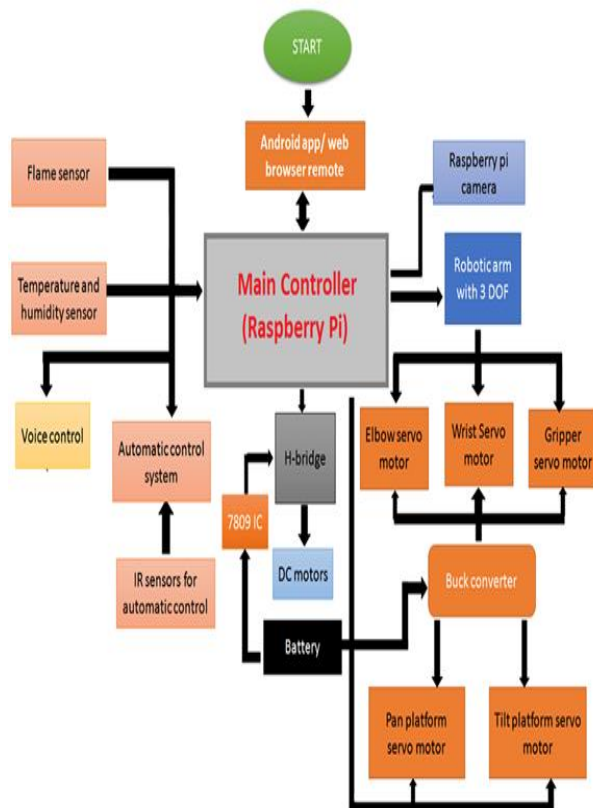 START
Android app/ web
browser remote
Flame sensor
Raspberry pi
camera
Temperature and
humidity sensor
Main Controller
(Raspberry Pi)
Robotic arm
with 3 DOF
Voice control
Automatic control
system
H-bridge
Elbow servo
motor
Wrist Servo
motor
Gripper
servo motor
7809 IC
IR sensors for
automatic control
DC motors
Buck converter
Battery
Pan platform
servo motor
Tilt platform servo
motor